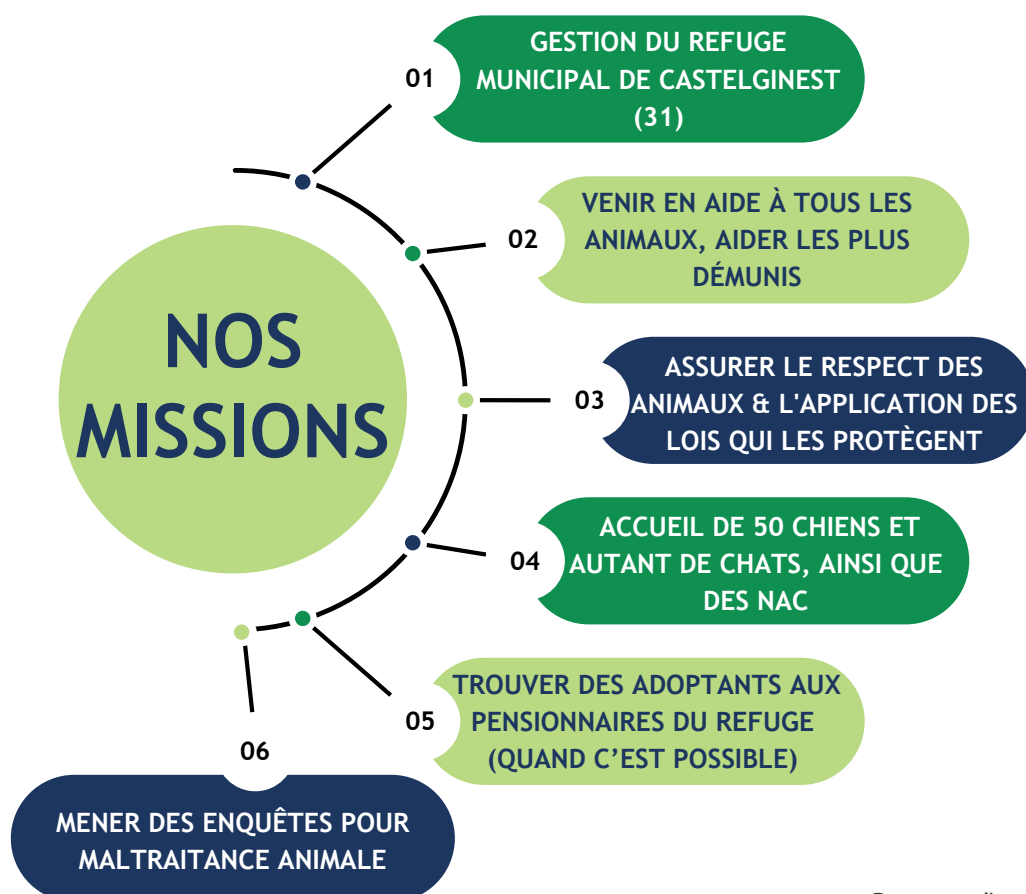 01
GESTION DU REFUGE
MUNICIPAL DE CASTELGINEST
(31)
02
VENIR EN AIDE À TOUS LES
ANIMAUX, AIDER LES PLUS
DÉMUNIS
NOS
MISSIONS
03
ASSURER LE RESPECT DES
ANIMAUX & L'APPLICATION DES
LOIS QUI LES PROTÈGENT
04
ACCUEIL DE 50 CHIENS ET
AUTANT DE CHATS, AINSI QUE
DES NAC
05
TROUVER DES ADOPTANTS AUX
PENSIONNAIRES DU REFUGE
(QUAND C’EST POSSIBLE)
06
MENER DES ENQUÊTES POUR
MALTRAITANCE ANIMALE